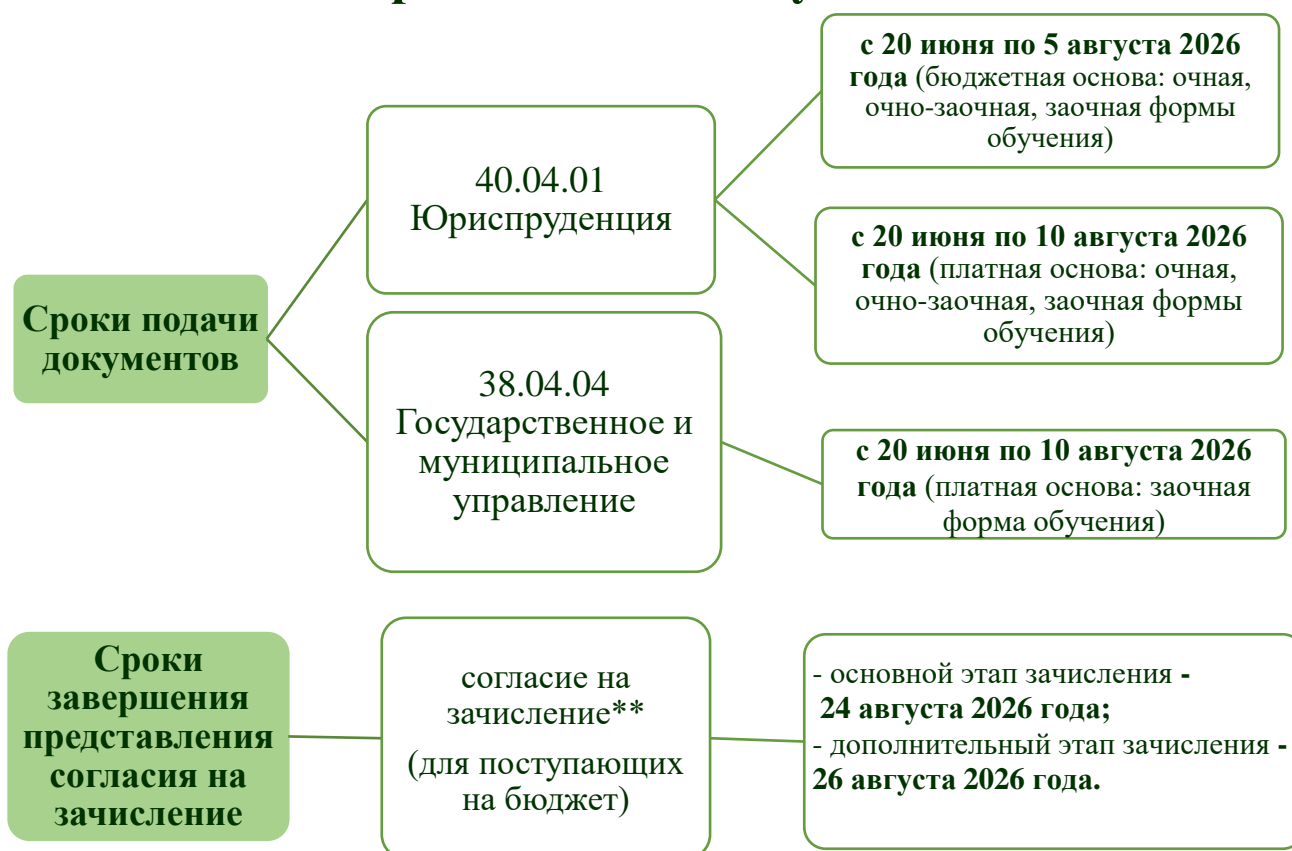 Сроки подачи
документов
40.04.01
Юриспруденция
с 20 июня по 5 августа 2026
года (бюджетная основа: очная,
очно-заочная, заочная формы
обучения)
с 20 июня по 10 августа 2026
года (платная основа: очная,
очно-заочная, заочная формы
обучения)
38.04.04
Государственное и
муниципальное
управление
с 20 июня по 10 августа 2026
года (платная основа: заочная
форма обучения)
Сроки
завершения
представления
согласия на
зачисление
согласие на
зачисление**
(для поступающих
на бюджет)
- основной этап зачисления -
24 августа 2026 года;
- дополнительный этап зачисления -
26 августа 2026 года.